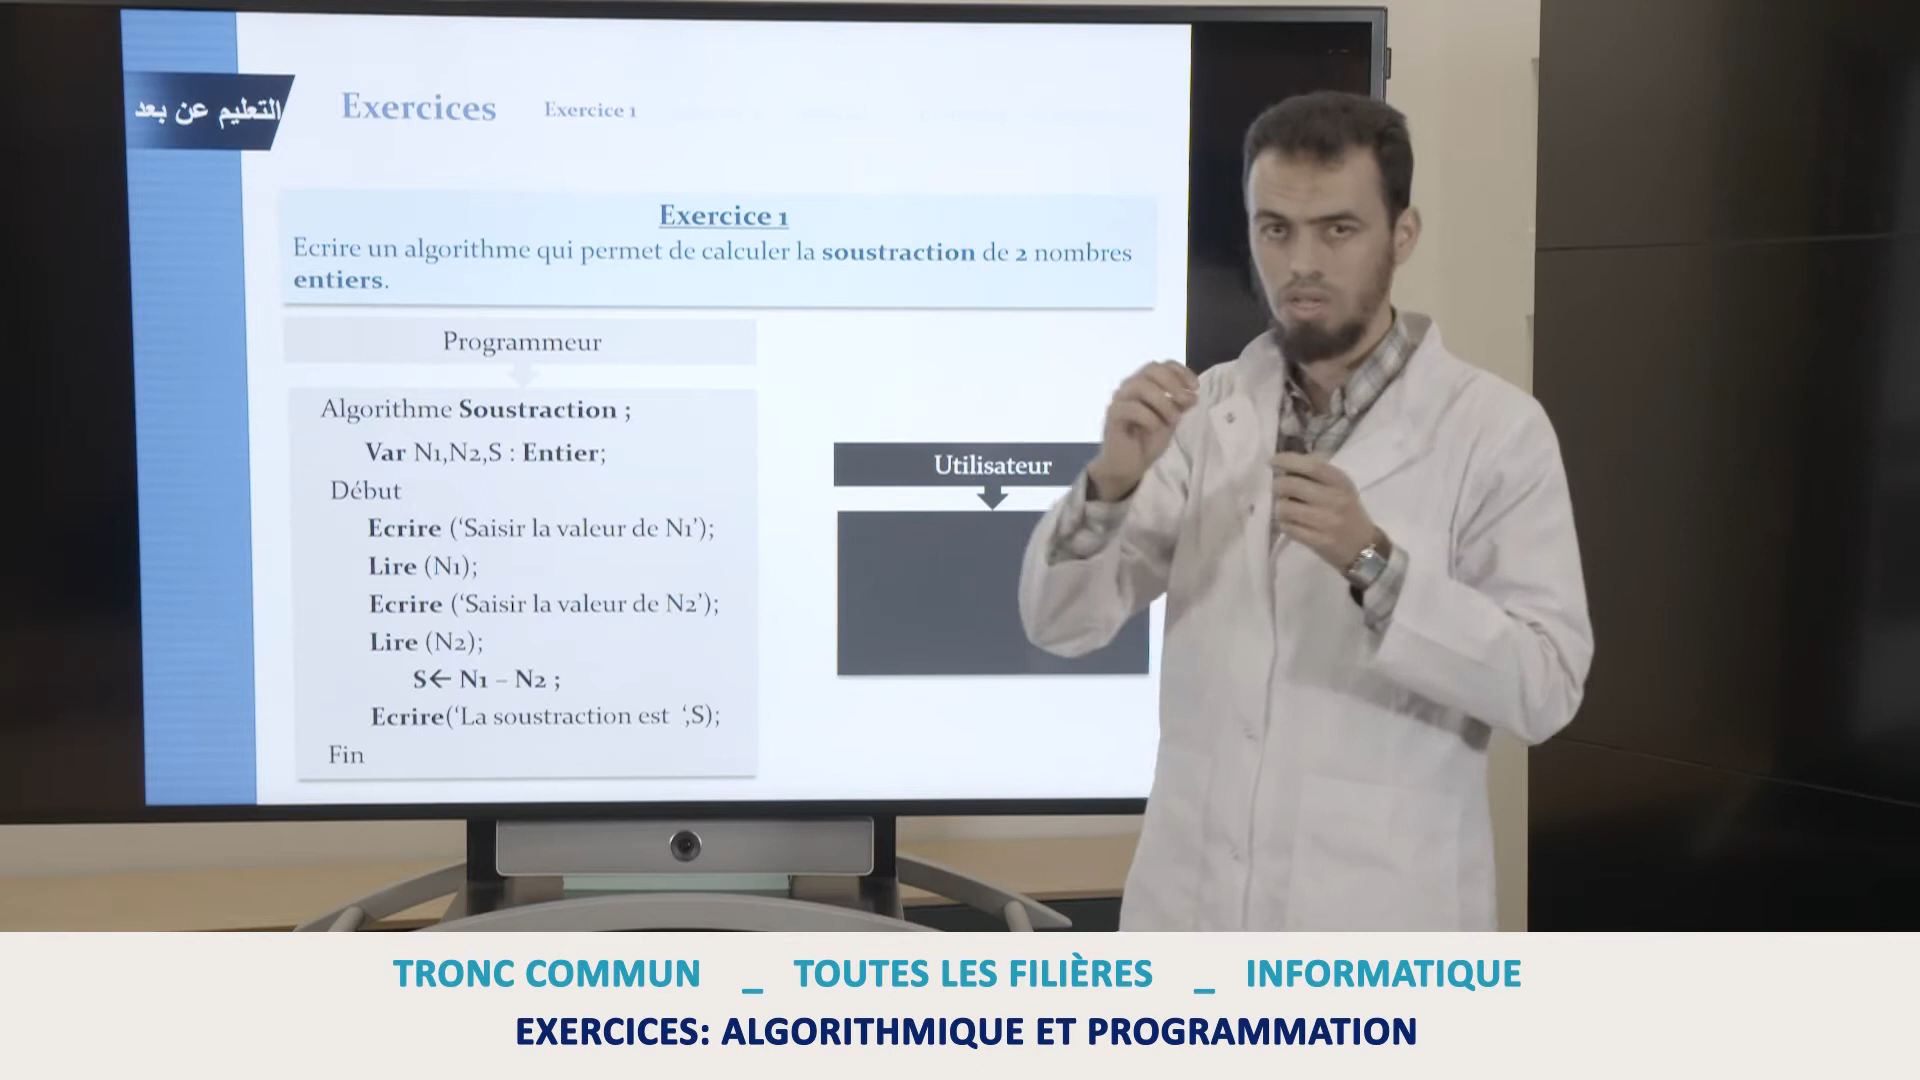 التعليم عن بعد
Exercices
Exercice 1
Exercice 1
Ecrire un algorithme qui permet de calculer la soustraction de 2 nombres
entiers.
Programmeur
Algorithme Soustraction ;
Var N1,N2,S : Entier;
Début
Ecrire (‘Saisir la valeur de N1’);
Lire (N1);
Ecrire (‘Saisir la valeur de N2’);
Lire (N2);
S← N1 – N2 ;
Ecrire(‘La soustraction est ‘,S);
Fin
Utilisateur
TRONC COMMUN _ TOUTES LES FILIÈRES _ INFORMATIQUE
EXERCICES: ALGORITHMIQUE ET PROGRAMMATION